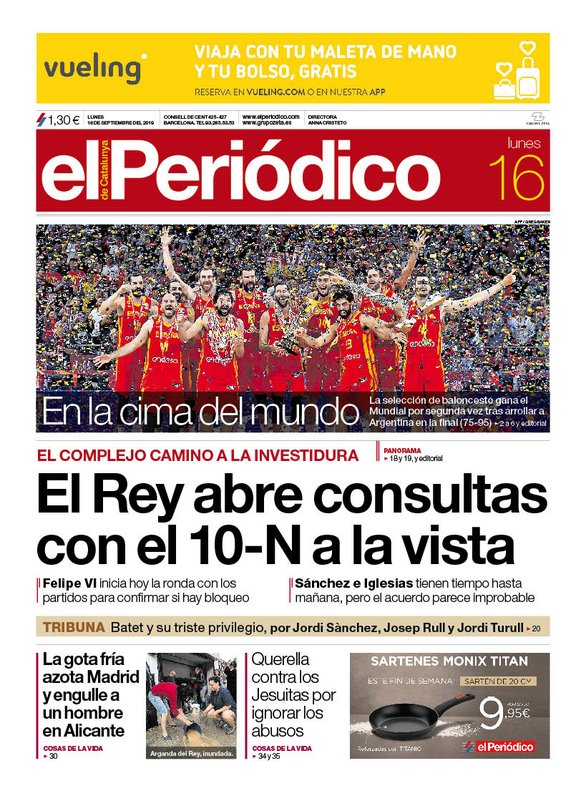 vueling
VIAJA CON TU MALETA DE MANO
Y TU BOLSO, GRATIS
RESERVA EN VUELING.COM O EN NUESTRA APP
1,30 €
LUNES
16 DE SEPTIEMBRE DEL 2019
CONSELL DE CENT 425-427
BARCELONA. TEL.93.265.53.53
www.elperiodico.com
www.grupozeta.es
DIRECTORA
ANNA CRISTETO
GRUPO ZETA
el Periódico
de Catalunya
lunes
16
AFP / GREG BAKER
En la cima del mundo
La selección de baloncesto gana el
Mundial por segunda vez tras arrollar a
Argentina en la final (75-95) ▸ 2 a 6 y editorial
EL COMPLEJO CAMINO A LA INVESTIDURA
PANORAMA
▸ 18 y 19, y editorial
El Rey abre consultas
con el 10-N a la vista
Felipe VI inicia hoy la ronda con los
partidos para confirmar si hay bloqueo
Sánchez e Iglesias tienen tiempo hasta
mañana, pero el acuerdo parece improbable
TRIBUNA Batet y su triste privilegio, por Jordi Sànchez, Josep Rull y Jordi Turull ▸ 20
La gota fría
azota Madrid
y engulle a
un hombre
en Alicante
COSAS DE LA VIDA
▸ 30
Arganda del Rey, inundada.
Querella
contra los
Jesuitas por
ignorar los
abusos
COSAS DE LA VIDA
▸ 34 y 35
SARTENES MONIX TITAN
ESTE FIN DE SEMANA: SARTÉN DE 20 CM
9,95€
Reforzadas con TITANIO
el Periódico